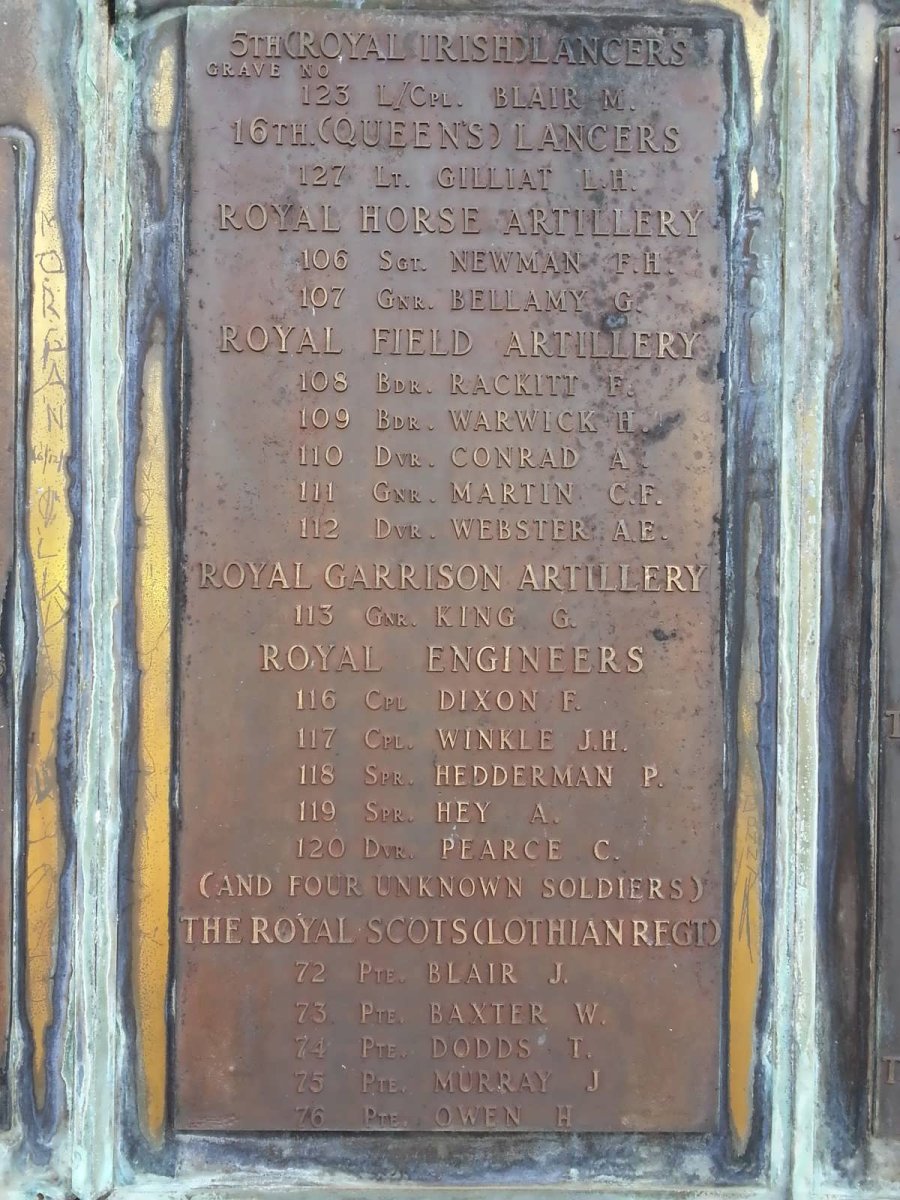 5TH (ROYAL IRISH) LANCERS
GRAVE NO
123 L/CPL. BLAIR M.
16TH. (QUEEN'S) LANCERS
127 LT. GILLIAT L.H.
ROYAL HORSE ARTILLERY
106 SGT. NEWMAN F.H.
107 GNR. BELLAMY G.
ROYAL FIELD ARTILLERY
108 BDR. RACKITT F.
109 BDR. WARWICK H.
110 DVR. CONRAD A.
111 GNR. MARTIN C.F.
112 DVR. WEBSTER A.E.
ROYAL GARRISON ARTILLERY
113 GNR. KING G.
ROYAL ENGINEERS
116 CPL DIXON F.
117 CPL. WINKLE J.H.
118 SPR. HEDDERMAN P.
119 SPR. HEY A.
120 DVR. PEARCE C.
(AND FOUR UNKNOWN SOLDIERS)
THE ROYAL SCOTS (LOTHIAN REGT)
72 PTE. BLAIR J.
73 PTE. BAXTER W.
74 PTE. DODDS T.
75 PTE. MURRAY J
76 PTE. OWEN H
MORGAN